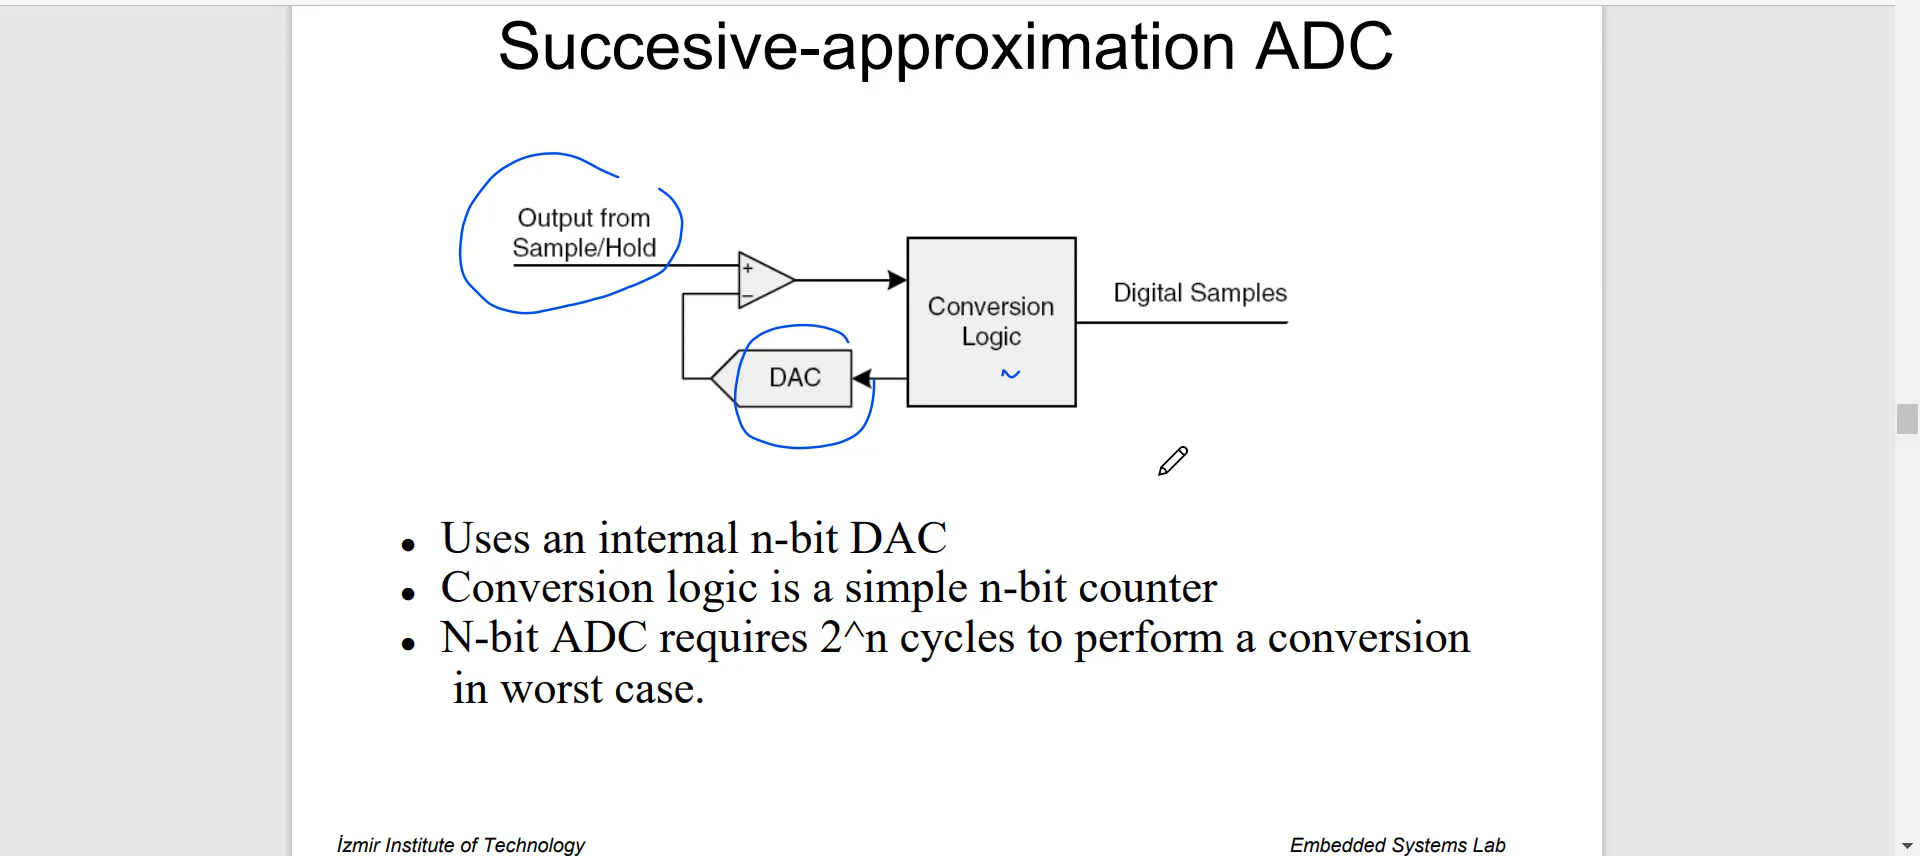 Succesive-approximation ADC
Output from
Sample/Hold
+
−
Conversion
Logic
Digital Samples
DAC
• Uses an internal n-bit DAC
• Conversion logic is a simple n-bit counter
• N-bit ADC requires 2^n cycles to perform a conversion
in worst case.
İzmir Institute of Technology
Embedded Systems Lab